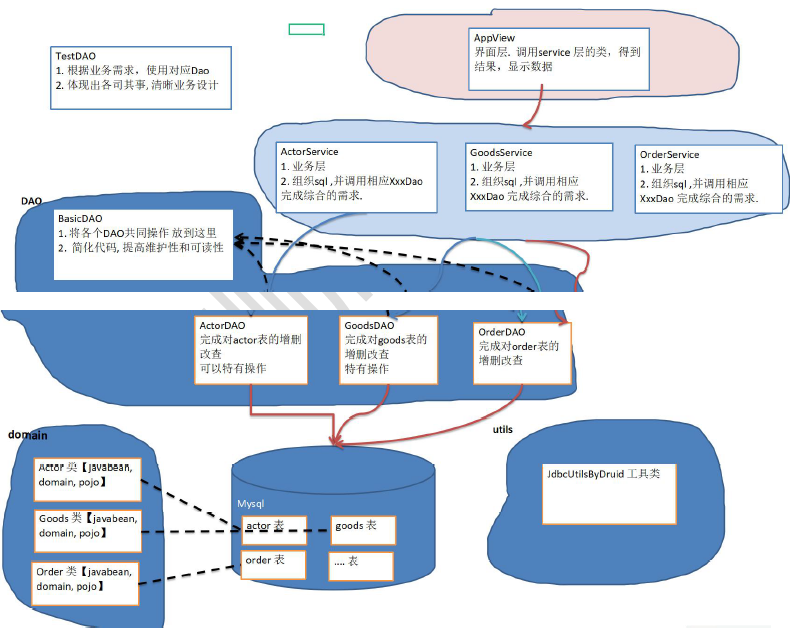 AppView
界面层. 调用service 层的类，得到
结果，显示数据
TestDAO
1. 根据业务需求，使用对应Dao
2. 体现出各司其事, 清晰业务设计
ActorService
1. 业务层
2. 组织sql ,并调用相应XxxDao
完成综合的需求.
GoodsService
1. 业务层
2. 组织sql ,并调用相应
XxxDao 完成综合的需求.
OrderService
1. 业务层
2. 组织sql ,并调用相应
XxxDao 完成综合的需求.
DAO
BasicDAO
1. 将各个DAO共同操作 放到这里
2. 简化代码, 提高维护性和可读性
ActorDAO
完成对actor表的增删
改查
可以特有操作
GoodsDAO
完成对goods表的
增删改查
特有操作
OrderDAO
完成对order表的
增删改查
domain
Actor 类【javabean,
domain, pojo】
Goods 类【javabean,
domain, pojo】
Order 类【javabean,
domain, pojo】
Mysql
actor 表
goods 表
order 表
.... 表
utils
JdbcUtilsByDruid 工具类